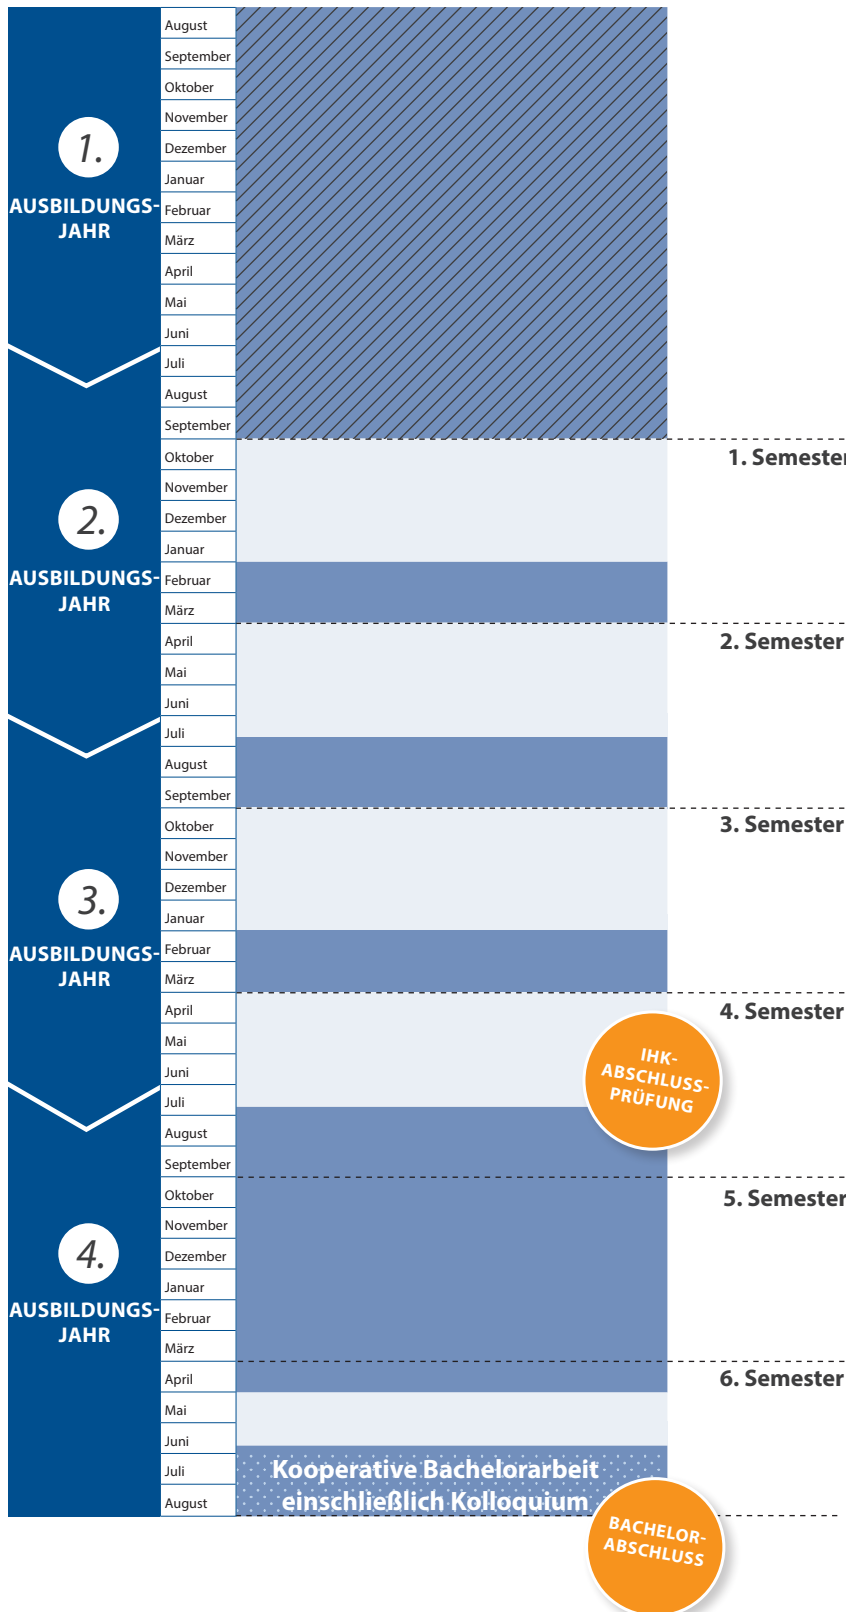 1.
AUSBILDUNGS-
JAHR
August
September
Oktober
November
Dezember
Januar
Februar
März
April
Mai
Juni
Juli
2.
AUSBILDUNGS-
JAHR
August
September
Oktober
1. Semester
November
Dezember
Januar
Februar
März
April
2. Semester
Mai
Juni
Juli
3.
AUSBILDUNGS-
JAHR
August
September
Oktober
3. Semester
November
Dezember
Januar
Februar
März
April
4. Semester
Mai
Juni
Juli
IHK-
ABSCHLUSS-
PRÜFUNG
4.
AUSBILDUNGS-
JAHR
August
September
Oktober
5. Semester
November
Dezember
Januar
Februar
März
April
6. Semester
Mai
Juni
Juli
August
Kooperative Bachelorarbeit
einschließlich Kolloquium
BACHELOR-
ABSCHLUSS